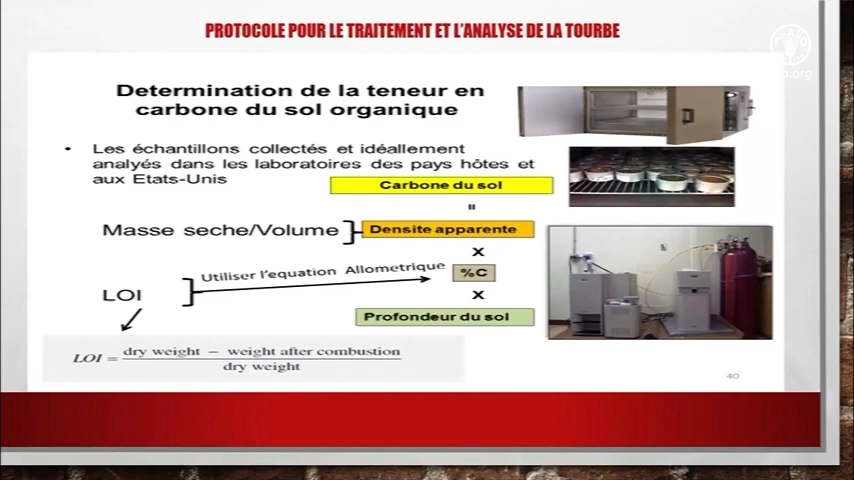 PROTOCOLE POUR LE TRAITEMENT ET L'ANALYSE DE LA TOURBE
Determination de la teneur en
carbone du sol organique
• Les échantillons collectés et idéallement
analysés dans les laboratoires des pays hôtes et
aux Etats-Unis
Carbone du sol
=
Masse seche/Volume
Densite apparente
X
Utiliser l'equation Allometrique
%C
LOI
X
Profondeur du sol
LOI = dry weight − weight after combustion
dry weight
40
FAO
.org